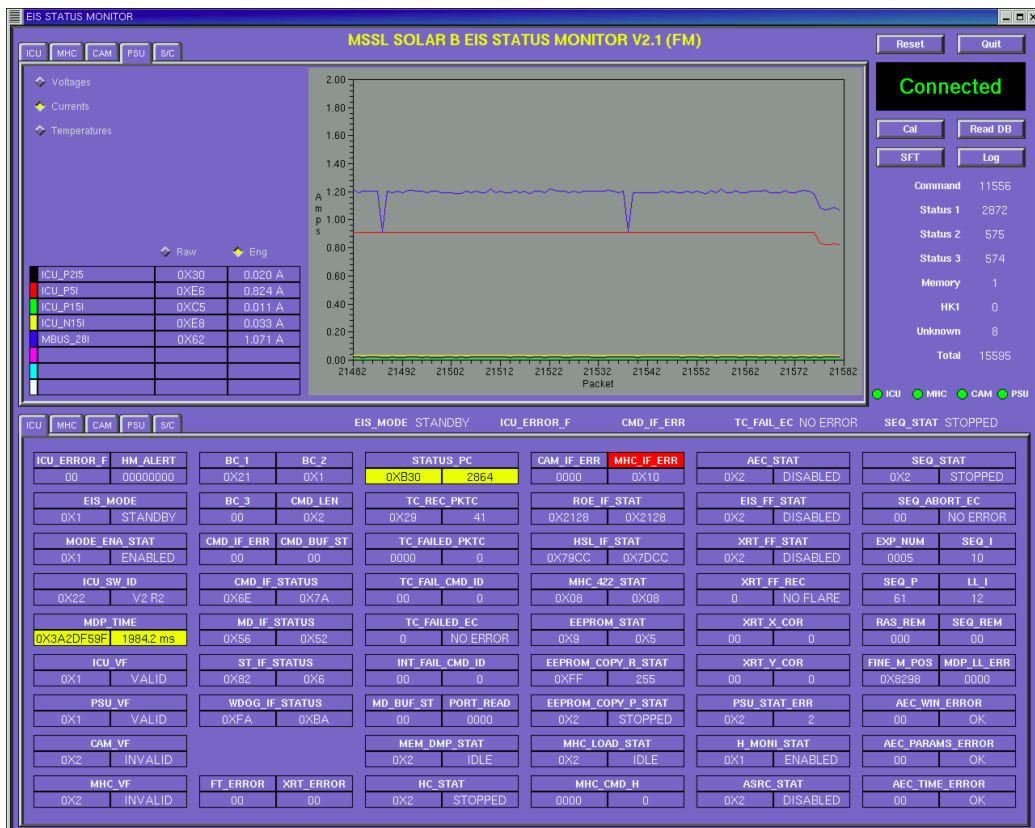 EIS STATUS MONITOR
MSSL SOLAR B EIS STATUS MONITOR V2.1 (FM)
ICU MHC CAM PSU S/C
Reset Quit
Voltages
Currents
Temperatures
Connected
Cal Read DB
SFT Log
Command 11556
Status 1 2872
Status 2 575
Status 3 574
Memory 1
HK1 0
Unknown 8
Total 15595
ICU MHC CAM PSU
Raw Eng
ICU_P2I5 0X30 0.020 A
ICU_P5I 0XE6 0.824 A
ICU_P15I 0XC5 0.011 A
ICU_N15I 0XE8 0.033 A
MBUS_28I 0X62 1.071 A
2.00
1.80
1.60
1.40
1.20
1.00
0.80
0.60
0.40
0.20
0.00
Amps
21482 21492 21502 21512 21522 21532 21542 21552 21562 21572 21582
Packet
ICU MHC CAM PSU S/C
EIS_MODE STANDBY ICU_ERROR_F CMD_IF_ERR TC_FAIL_EC NO ERROR SEQ_STAT STOPPED
ICU_ERROR_F HM_ALERT BC_1 BC_2 STATUS_PC CAM_IF_ERR MHC_IF_ERR AEC_STAT SEQ_STAT
00 00000000 0X21 0X1 0XB30 2864 0000 0X10 0X2 DISABLED 0X2 STOPPED
EIS_MODE BC_3 CMD_LEN TC_REC_PKTC ROE_IF_STAT EIS_FF_STAT SEQ_ABORT_EC
0X1 STANDBY 00 0X2 0X29 41 0X2128 0X2128 0X2 DISABLED 00 NO ERROR
MODE_ENA_STAT CMD_IF_ERR CMD_BUF_ST TC_FAILED_PKTC HSL_IF_STAT XRT_FF_STAT EXP_NUM SEQ_I
0X1 ENABLED 00 00 0000 0 0X79CC 0X7DCC 0X2 DISABLED 0005 10
ICU_SW_ID CMD_IF_STATUS TC_FAIL_CMD_ID MHC_422_STAT XRT_FF_REC SEQ_P LL_I
0X22 V2 R2 0X6E 0X7A 00 0 0X08 0X08 0 NO FLARE 61 12
MDP_TIME MD_IF_STATUS TC_FAILED_EC EEPROM_STAT XRT_X_COR RAS_REM SEQ_REM
0X3A2DF59F 1984.2 ms 0X56 0X52 0 NO ERROR 0X9 0X5 00 0 000 00
ICU_VF ST_IF_STATUS INT_FAIL_CMD_ID EEPROM_COPY_R_STAT XRT_Y_COR FINE_M_POS MDP_LL_ERR
0X1 VALID 0X82 0X6 00 0 0XFF 255 00 0 0X8298 0000
PSU_VF WDOG_IF_STATUS MD_BUF_ST PORT_READ EEPROM_COPY_P_STAT PSU_STAT_ERR AEC_WIN_ERROR
0X1 VALID 0XFA 0XBA 00 0000 0X2 STOPPED 0X2 2 00 OK
CAM_VF MEM_DMP_STAT MHC_LOAD_STAT H_MONI_STAT AEC_PARAMS_ERROR
0X2 INVALID 0X2 IDLE 0X2 IDLE 0X1 ENABLED 00 OK
MHC_VF FT_ERROR XRT_ERROR HC_STAT MHC_CMD_H ASRC_STAT AEC_TIME_ERROR
0X2 INVALID 00 00 0X2 STOPPED 0000 0 0X2 DISABLED 00 OK